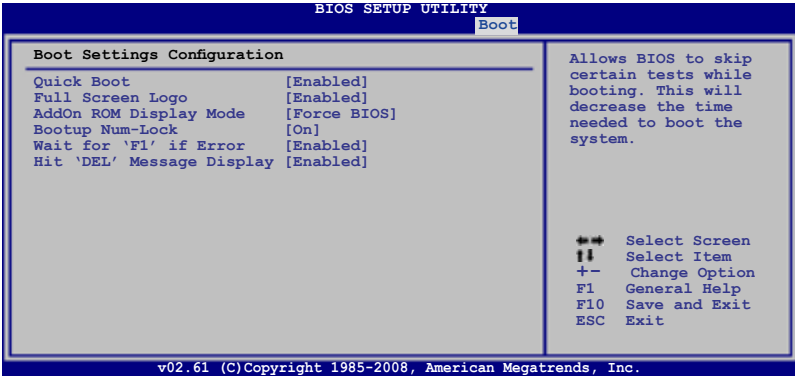 BIOS SETUP UTILITY
Boot
Boot Settings Configuration
Quick Boot [Enabled]
Full Screen Logo [Enabled]
AddOn ROM Display Mode [Force BIOS]
Bootup Num-Lock [On]
Wait for ‘F1’ if Error [Enabled]
Hit ‘DEL’ Message Display [Enabled]
Allows BIOS to skip
certain tests while
booting. This will
decrease the time
needed to boot the
system.
←→ Select Screen
↑↓ Select Item
+- Change Option
F1 General Help
F10 Save and Exit
ESC Exit
v02.61 (C)Copyright 1985-2008, American Megatrends, Inc.